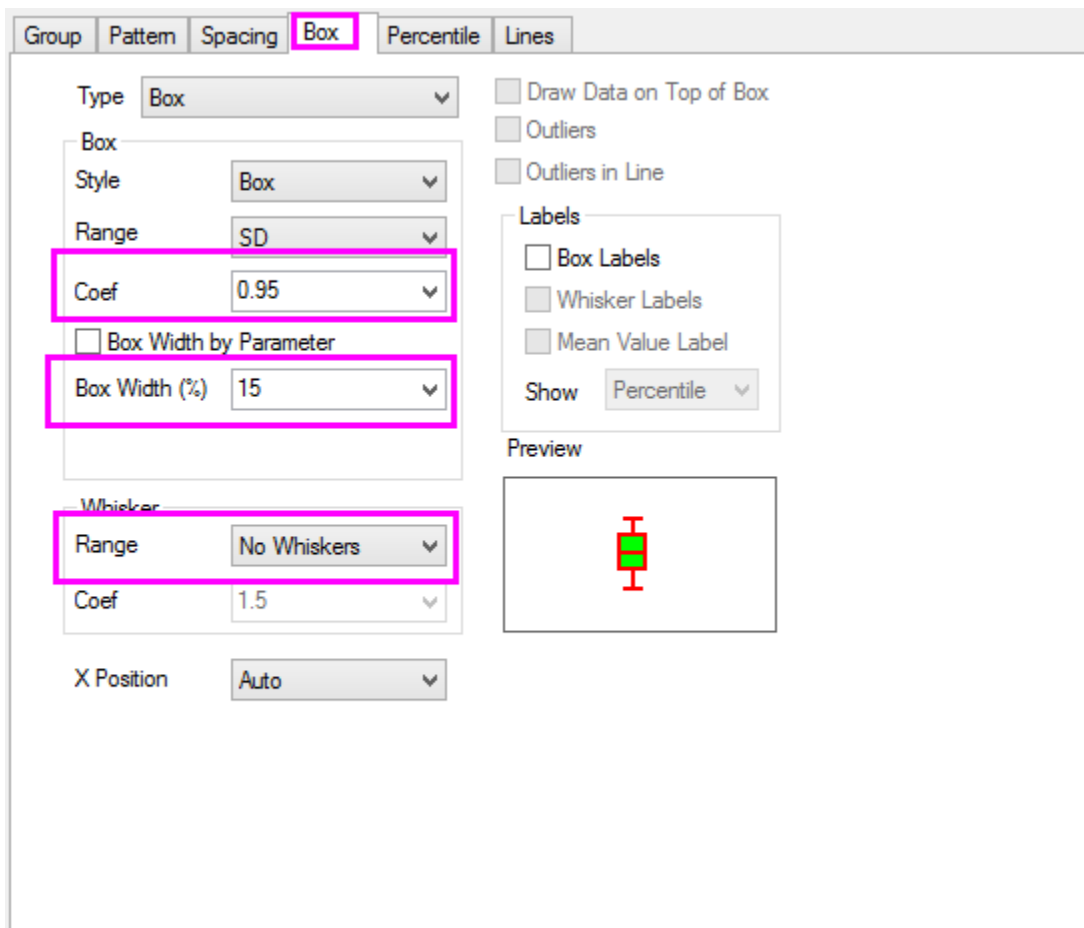 Group Pattern Spacing Box Percentile Lines
Type Box
Box
Style Box
Range SD
Coef 0.95
Box Width by Parameter
Box Width (%) 15
Whisker
Range No Whiskers
Coef 1.5
X Position Auto
Draw Data on Top of Box
Outliers
Outliers in Line
Labels
Box Labels
Whisker Labels
Mean Value Label
Show Percentile
Preview